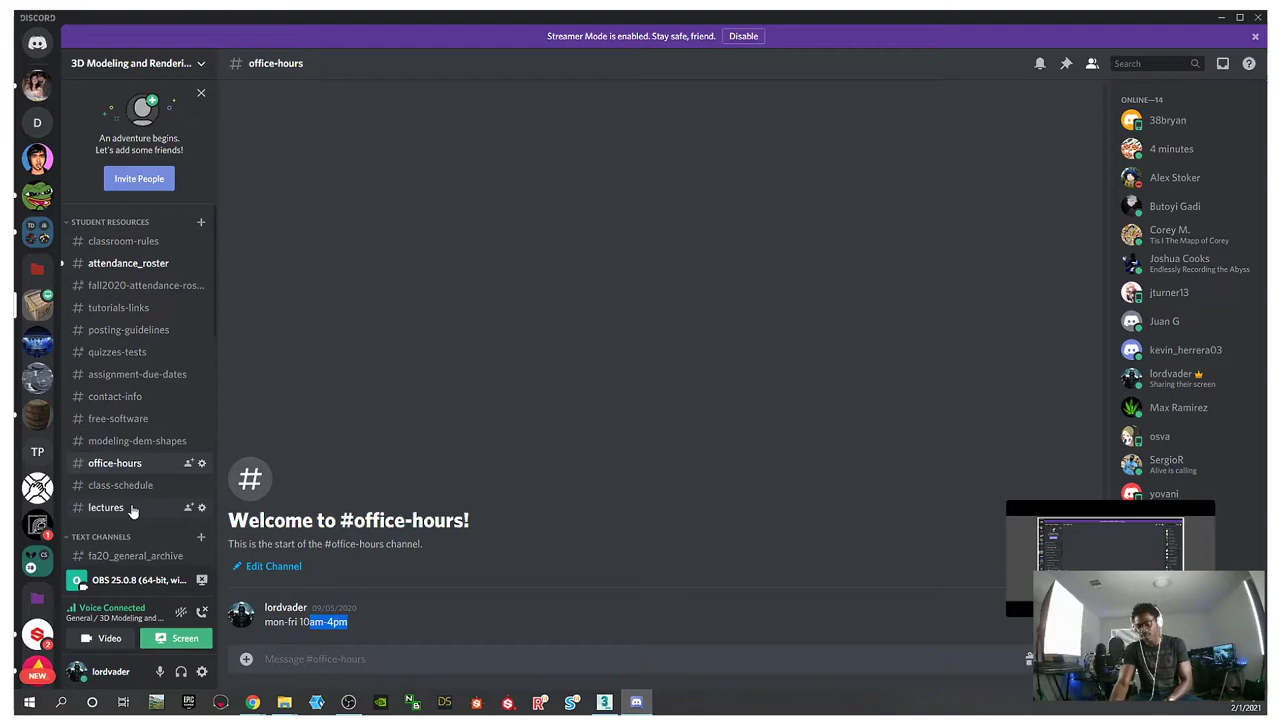 DISCORD
Streamer Mode is enabled. Stay safe, friend. Disable
3D Modeling and Renderi...
# office-hours
Search
An adventure begins.
Let's add some friends!
Invite People
STUDENT RESOURCES
classroom-rules
attendance_roster
fall2020-attendance-ros...
tutorials-links
posting-guidelines
quizzes-tests
assignment-due-dates
contact-info
free-software
modeling-dem-shapes
office-hours
class-schedule
lectures
TEXT CHANNELS
fa20_general_archive
OBS 25.0.8 (64-bit, wi...
Voice Connected
General / 3D Modeling and ...
Video
Screen
lordvader
D
TD
TP
1
CS
2
NEW
Welcome to #office-hours!
This is the start of the #office-hours channel.
Edit Channel
lordvader 09/05/2020
mon-fri 10am-4pm
Message #office-hours
ONLINE—14
38bryan
4 minutes
Alex Stoker
Butoyi Gadi
Corey M.
Tis I The Mapp of Corey
Joshua Cooks
Endlessly Recording the Abyss
jturner13
Juan G
kevin_herrera03
lordvader
Sharing their screen
Max Ramirez
osva
SergioR
Alive is calling
yovani
EPIC
DS
3
2/1/2021